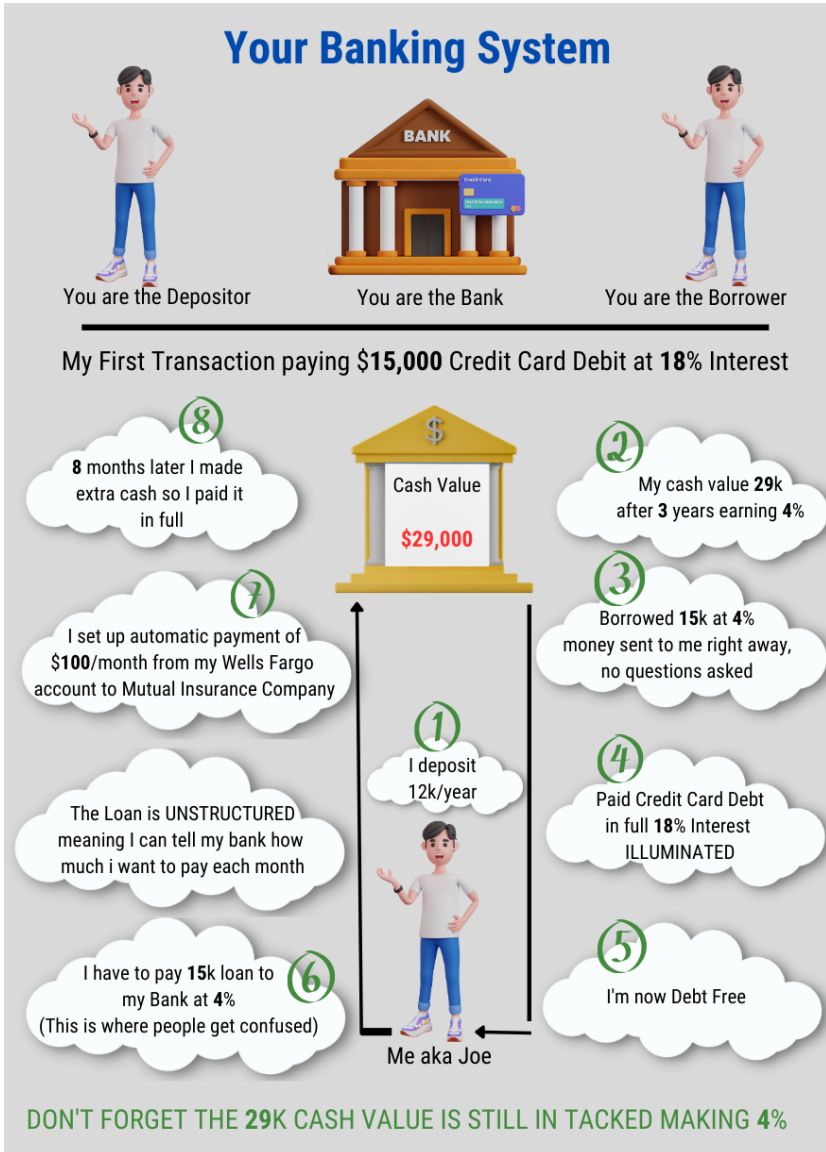 Your Banking System
BANK
Credit Card
You are the Depositor
You are the Bank
You are the Borrower
My First Transaction paying $15,000 Credit Card Debit at 18% Interest
$
Cash Value
$29,000
1
I deposit
12k/year
Me aka Joe
2
My cash value 29k
after 3 years earning 4%
3
Borrowed 15k at 4%
money sent to me right away,
no questions asked
4
Paid Credit Card Debt
in full 18% Interest
ILLUMINATED
5
I'm now Debt Free
6
I have to pay 15k loan to
my Bank at 4%
(This is where people get confused)
The Loan is UNSTRUCTURED
meaning I can tell my bank how
much i want to pay each month
7
I set up automatic payment of
$100/month from my Wells Fargo
account to Mutual Insurance Company
8
8 months later I made
extra cash so I paid it
in full
DON'T FORGET THE 29K CASH VALUE IS STILL IN TACKED MAKING 4%